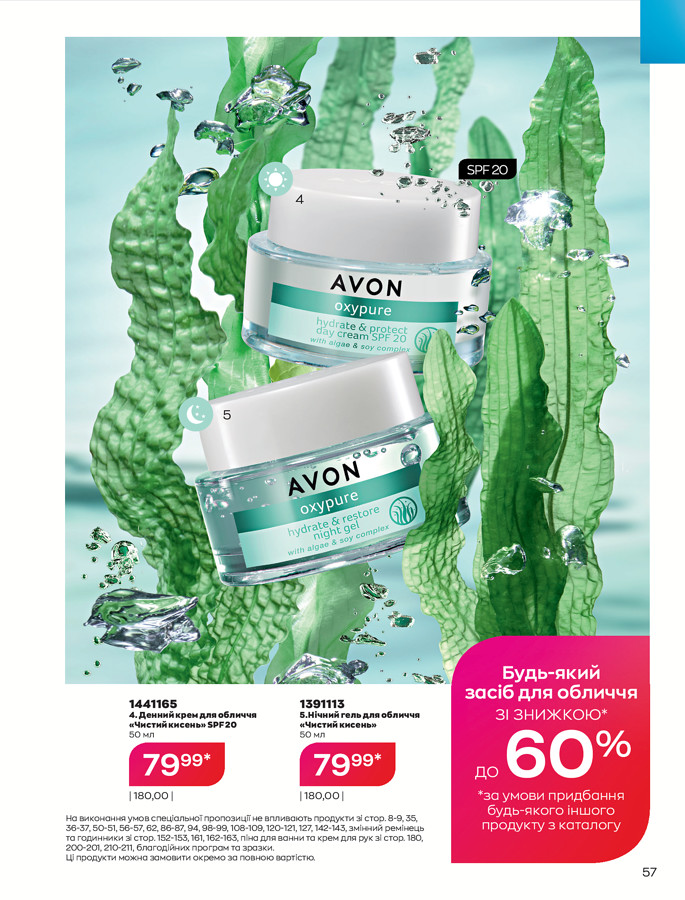 SPF 20
4
AVON
oxypure
hydrate & protect
day cream SPF 20
with algae & soy complex
5
AVON
oxypure
hydrate & restore
night gel
with algae & soy complex
1441165
4. Денний крем для обличчя
«Чистий кисень» SPF 20
50 мл
79⁹⁹*
|180,00|
1391113
5.Нічний гель для обличчя
«Чистий кисень»
50 мл
79⁹⁹*
|180,00|
Будь-який
засіб для обличчя
ЗІ ЗНИЖКОЮ*
ДО 60%
*за умови придбання
будь-якого іншого
продукту з каталогу
На виконання умов спеціальної пропозиції не впливають продукти зі стор. 8-9, 35,
36-37, 50-51, 56-57, 62, 86-87, 94, 98-99, 108-109, 120-121, 127, 142-143, змінний ремінець
та годинники зі стор. 152-153, 161, 162-163, піна для ванни та крем для рук зі стор. 180,
200-201, 210-211, благодійних програм та зразки.
Ці продукти можна замовити окремо за повною вартістю.
57